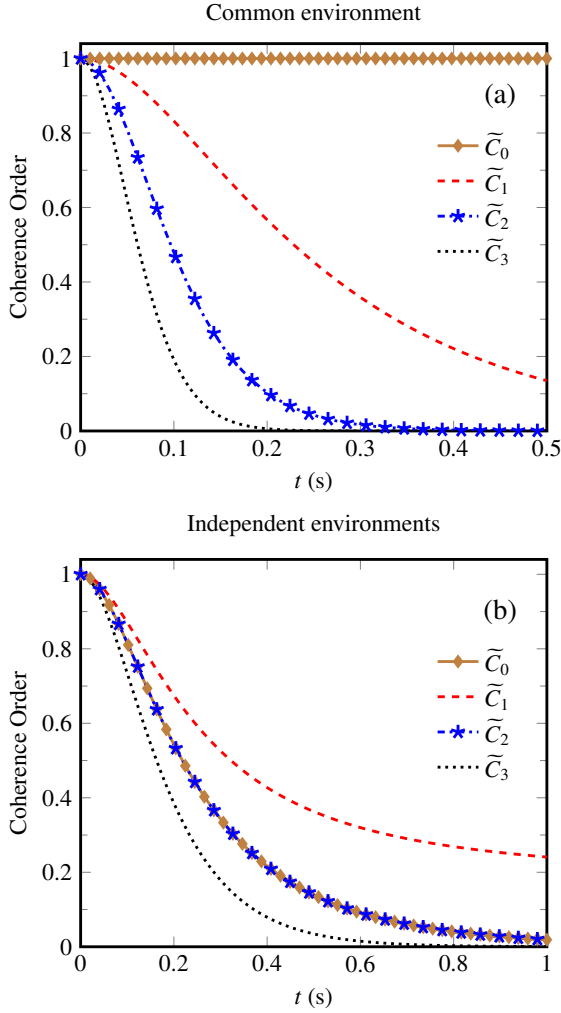 Common environment
1
0.8
0.6
0.4
0.2
0
Coherence Order
(a)
C̃₀
C̃₁
C̃₂
C̃₃
0 0.1 0.2 0.3 0.4 0.5
t (s)
Independent environments
1
0.8
0.6
0.4
0.2
0
Coherence Order
(b)
C̃₀
C̃₁
C̃₂
C̃₃
0 0.2 0.4 0.6 0.8 1
t (s)